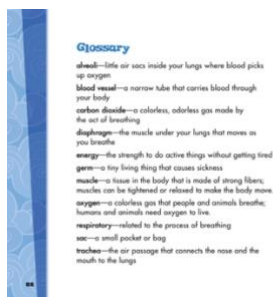 Glossary
alveoli—little air sacs inside your lungs where blood picks
up oxygen
blood vessel—a narrow tube that carries blood through
your body
carbon dioxide—a colorless, odorless gas made by
the act of breathing
diaphragm—the muscle under your lungs that moves as
you breathe
energy—the strength to do active things without getting tired
germ—a tiny living thing that causes sickness
muscle—a tissue in the body that is made of strong fibers;
muscles can be tightened or relaxed to make the body move
oxygen—a colorless gas that people and animals breathe;
humans and animals need oxygen to live.
respiratory—related to the process of breathing
sac—a small pocket or bag
trachea—the air passage that connects the nose and the
mouth to the lungs